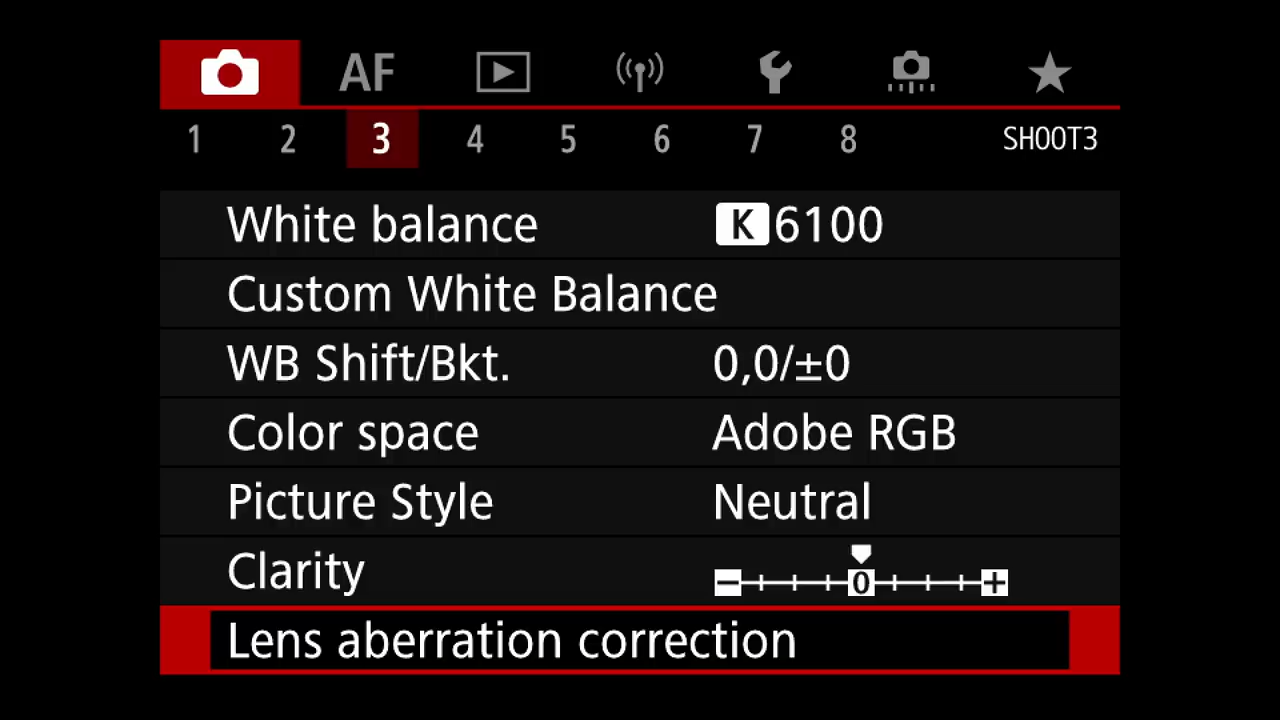 AF
1 2 3 4 5 6 7 8 SHOOT3
White balance K 6100
Custom White Balance
WB Shift/Bkt. 0,0/±0
Color space Adobe RGB
Picture Style Neutral
Clarity − 0 +
Lens aberration correction